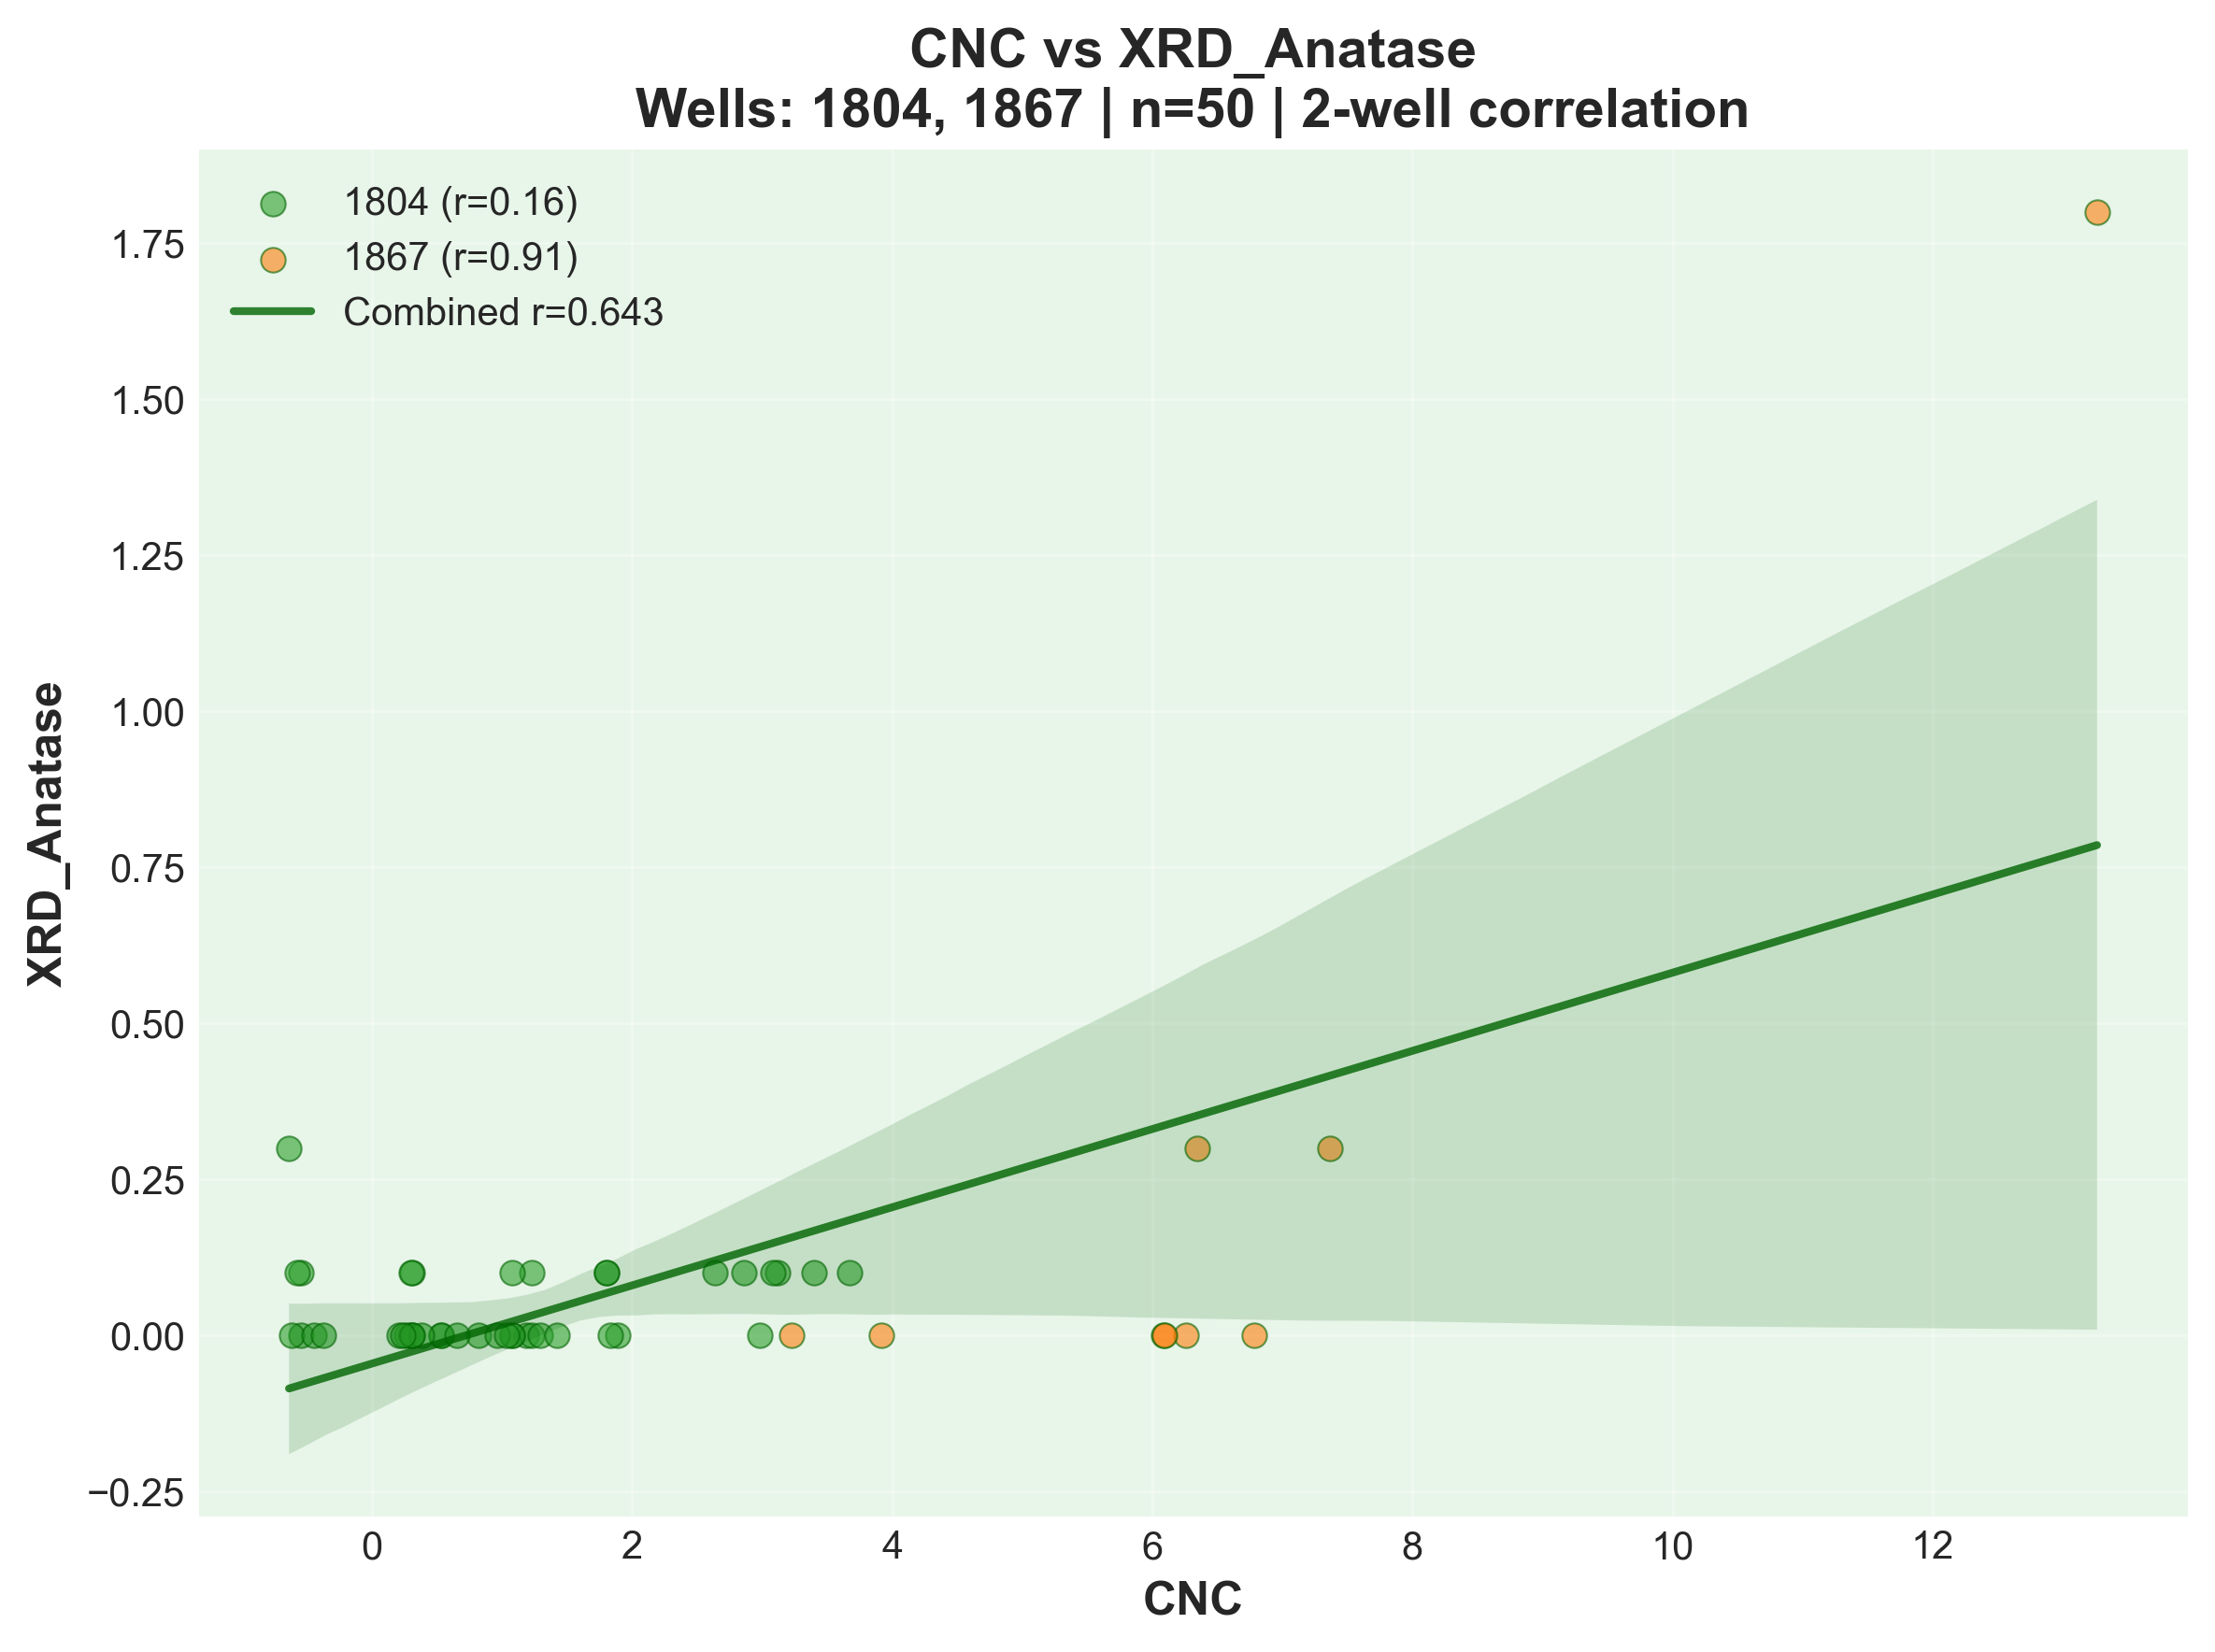 CNC vs XRD_Anatase
Wells: 1804, 1867 | n=50 | 2-well correlation
1804 (r=0.16)
1867 (r=0.91)
Combined r=0.643
1.75
1.50
1.25
1.00
0.75
0.50
0.25
0.00
−0.25
XRD_Anatase
0 2 4 6 8 10 12
CNC